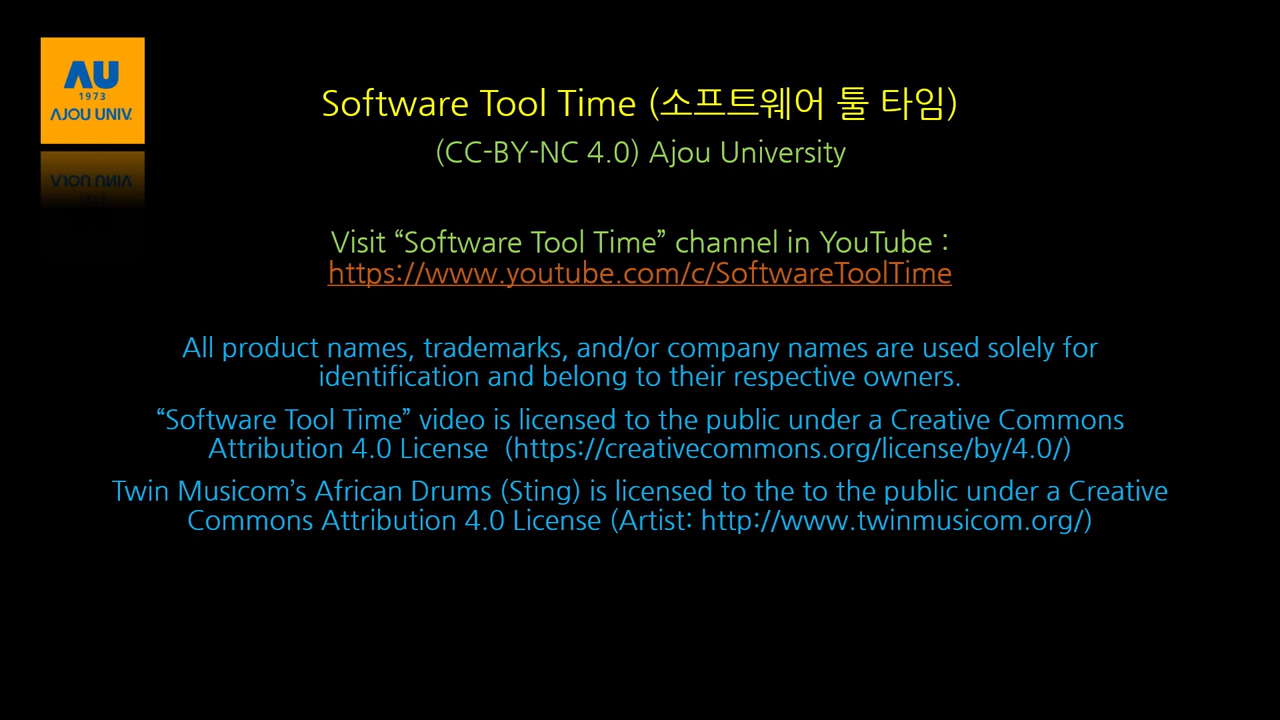 AU
1973
AJOU UNIV.
Software Tool Time (소프트웨어 툴 타임)
(CC-BY-NC 4.0) Ajou University
Visit “Software Tool Time” channel in YouTube :
https://www.youtube.com/c/SoftwareToolTime
All product names, trademarks, and/or company names are used solely for
identification and belong to their respective owners.
“Software Tool Time” video is licensed to the public under a Creative Commons
Attribution 4.0 License  (https://creativecommons.org/license/by/4.0/)
Twin Musicom’s African Drums (Sting) is licensed to the to the public under a Creative
Commons Attribution 4.0 License (Artist: http://www.twinmusicom.org/)